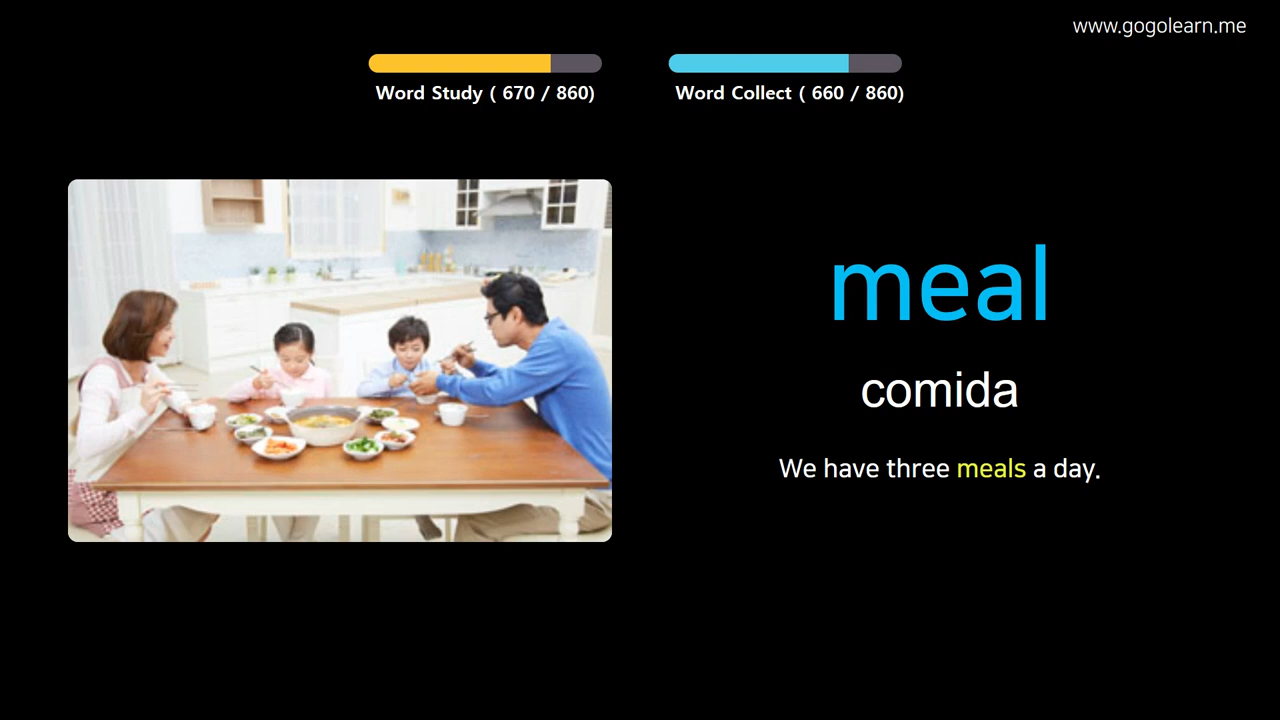 www.gogolearn.me
Word Study ( 670 / 860)
Word Collect ( 660 / 860)
meal
comida
We have three meals a day.